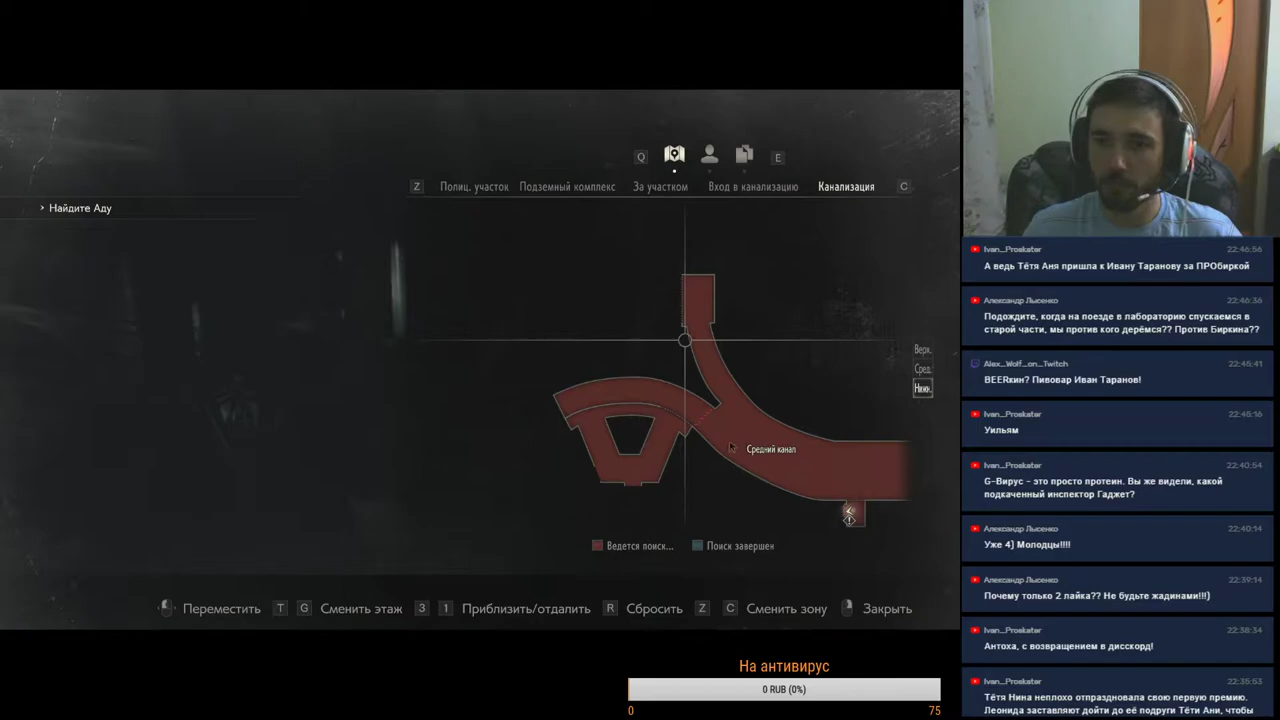 Q
E
Z
Полиц. участок
Подземный комплекс
За участком
Вход в канализацию
Канализация
C
> Найдите Аду
Верх.
Сред.
Нижн.
Средний канал
Ведется поиск...
Поиск завершен
Переместить
T G Сменить этаж
3 1 Приблизить/отдалить
R Сбросить
Z C Сменить зону
Закрыть
На антивирус
0 RUB (0%)
0
75
Ivan_Proskater 22:46:56
А ведь Тётя Аня пришла к Ивану Таранову за ПРОбиркой
Александр Лысенко 22:46:36
Подождите, когда на поезде в лабораторию спускаемся в
старой части, мы против кого дерёмся?? Против Биркина??
Alex_Wolf_on_Twitch 22:45:41
BEERкин? Пивовар Иван Таранов!
Ivan_Proskater 22:45:16
Уильям
Ivan_Proskater 22:40:54
G-Вирус - это просто протеин. Вы же видели, какой
подкаченный инспектор Гаджет?
Александр Лысенко 22:40:14
Уже 4) Молодцы!!!!
Александр Лысенко 22:39:14
Почему только 2 лайка?? Не будьте жадинами!!!)
Ivan_Proskater 22:38:34
Антоха, с возвращением в дисскорд!
Ivan_Proskater 22:35:53
Тётя Нина неплохо отпраздновала свою первую премию.
Леонида заставляют дойти до её подруги Тёти Ани, чтобы